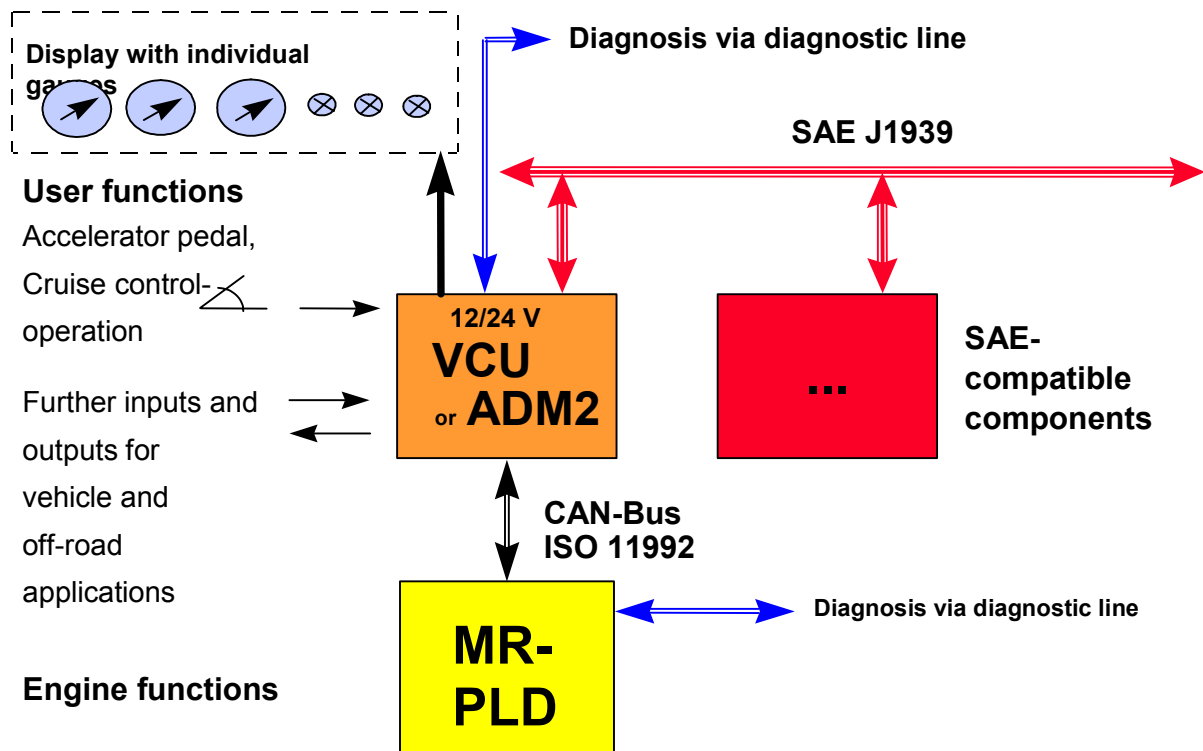 Display with individual
gauges
Diagnosis via diagnostic line
SAE J1939
User functions
Accelerator pedal,
Cruise control-
operation
12/24 V
VCU
or ADM2
...
SAE-
compatible
components
Further inputs and
outputs for
vehicle and
off-road
applications
CAN-Bus
ISO 11992
MR-
PLD
Diagnosis via diagnostic line
Engine functions